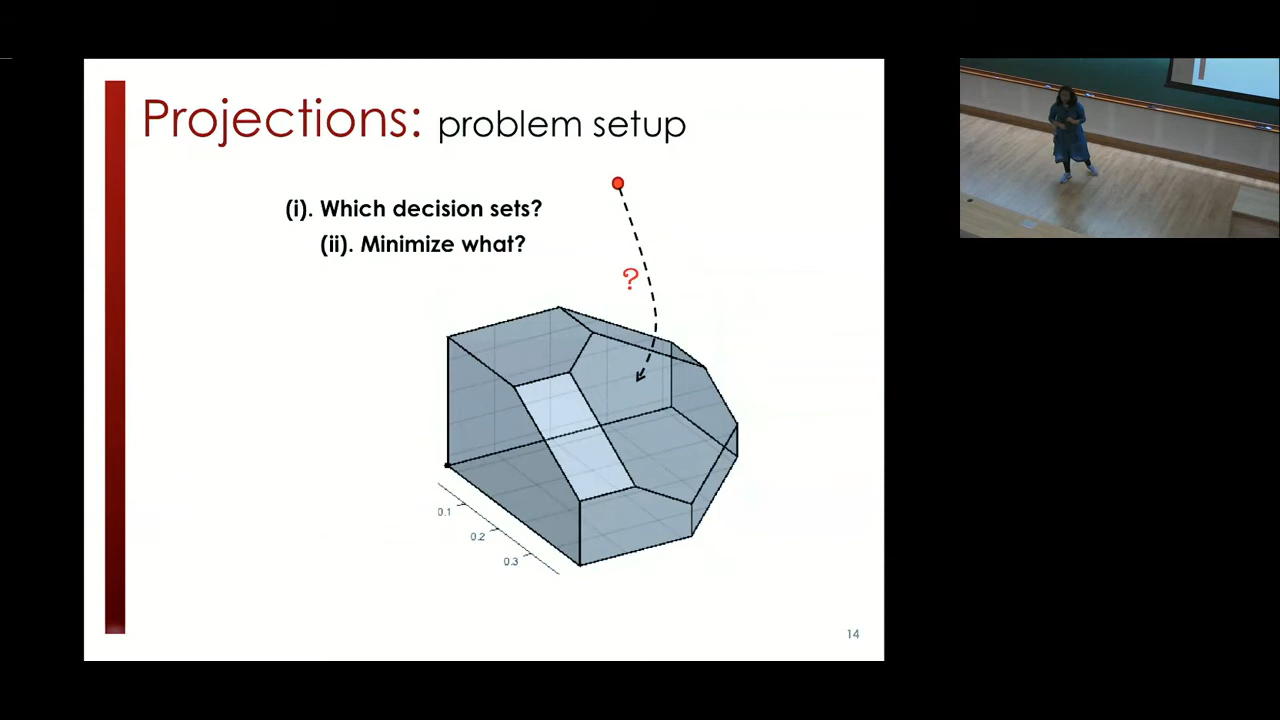 Projections: problem setup
(i). Which decision sets?
(ii). Minimize what?
?
0.1
0.2
0.3
14